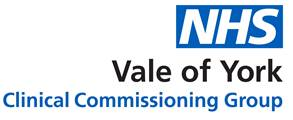 NHS
Vale of York
Clinical Commissioning Group